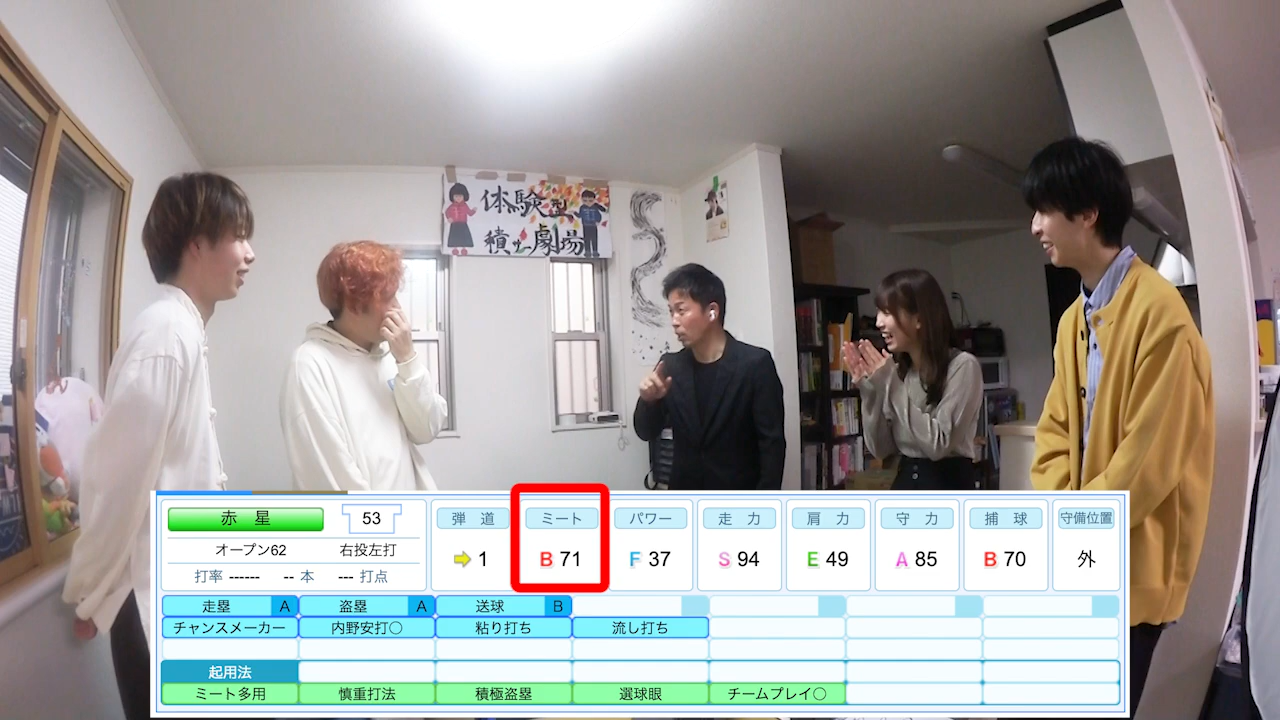 体験型
積サ劇場
赤星
53
オープン62 右投左打
打率 ------ -- 本 --- 打点
弾道 ミート パワー 走力 肩力 守力 捕球 守備位置
1 B 71 F 37 S 94 E 49 A 85 B 70 外
走塁 A 盗塁 A 送球 B
チャンスメーカー 内野安打〇 粘り打ち 流し打ち
起用法
ミート多用 慎重打法 積極盗塁 選球眼 チームプレイ〇